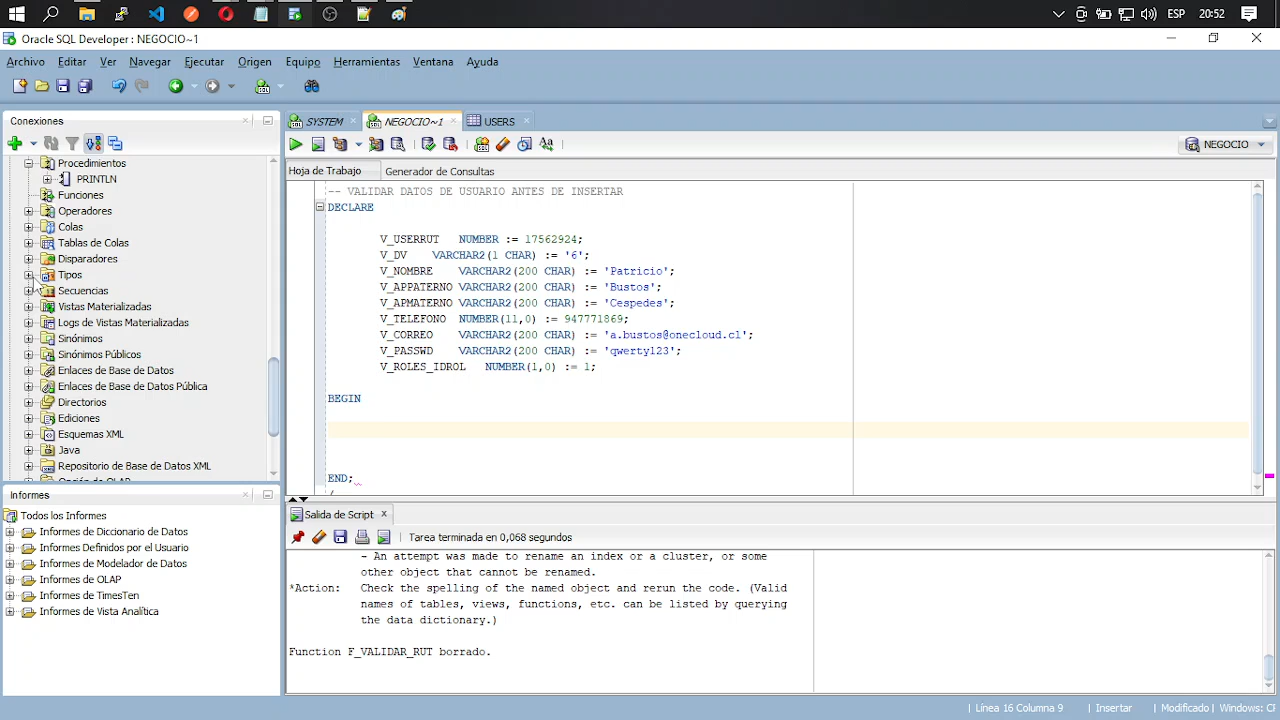 ESP 20:52
Oracle SQL Developer : NEGOCIO~1
Archivo Editar Ver Navegar Ejecutar Origen Equipo Herramientas Ventana Ayuda
Conexiones
SYSTEM NEGOCIO~1 USERS
NEGOCIO
Hoja de Trabajo Generador de Consultas
Procedimientos
PRINTLN
Funciones
Operadores
Colas
Tablas de Colas
Disparadores
Tipos
Secuencias
Vistas Materializadas
Logs de Vistas Materializadas
Sinónimos
Sinónimos Públicos
Enlaces de Base de Datos
Enlaces de Base de Datos Pública
Directorios
Ediciones
Esquemas XML
Java
Repositorio de Base de Datos XML
-- VALIDAR DATOS DE USUARIO ANTES DE INSERTAR
DECLARE
V_USERRUT NUMBER := 17562924;
V_DV VARCHAR2(1 CHAR) := '6';
V_NOMBRE VARCHAR2(200 CHAR) := 'Patricio';
V_APPATERNO VARCHAR2(200 CHAR) := 'Bustos';
V_APMATERNO VARCHAR2(200 CHAR) := 'Cespedes';
V_TELEFONO NUMBER(11,0) := 947771869;
V_CORREO VARCHAR2(200 CHAR) := 'a.bustos@onecloud.cl';
V_PASSWD VARCHAR2(200 CHAR) := 'qwerty123';
V_ROLES_IDROL NUMBER(1,0) := 1;
BEGIN
END;
/
Informes
Todos los Informes
Informes de Diccionario de Datos
Informes Definidos por el Usuario
Informes de Modelador de Datos
Informes de OLAP
Informes de TimesTen
Informes de Vista Analítica
Salida de Script
Tarea terminada en 0,068 segundos
- An attempt was made to rename an index or a cluster, or some
other object that cannot be renamed.
*Action: Check the spelling of the named object and rerun the code. (Valid
names of tables, views, functions, etc. can be listed by querying
the data dictionary.)
Function F_VALIDAR_RUT borrado.
Línea 16 Columna 9 Insertar Modificado Windows: CF